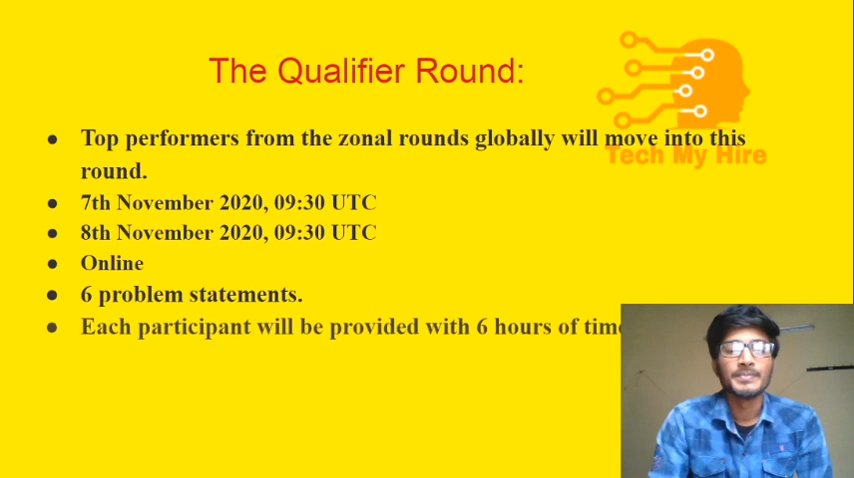 The Qualifier Round:
● Top performers from the zonal rounds globally will move into this
round.
Tech My Hire
● 7th November 2020, 09:30 UTC
● 8th November 2020, 09:30 UTC
● Online
● 6 problem statements.
● Each participant will be provided with 6 hours of time